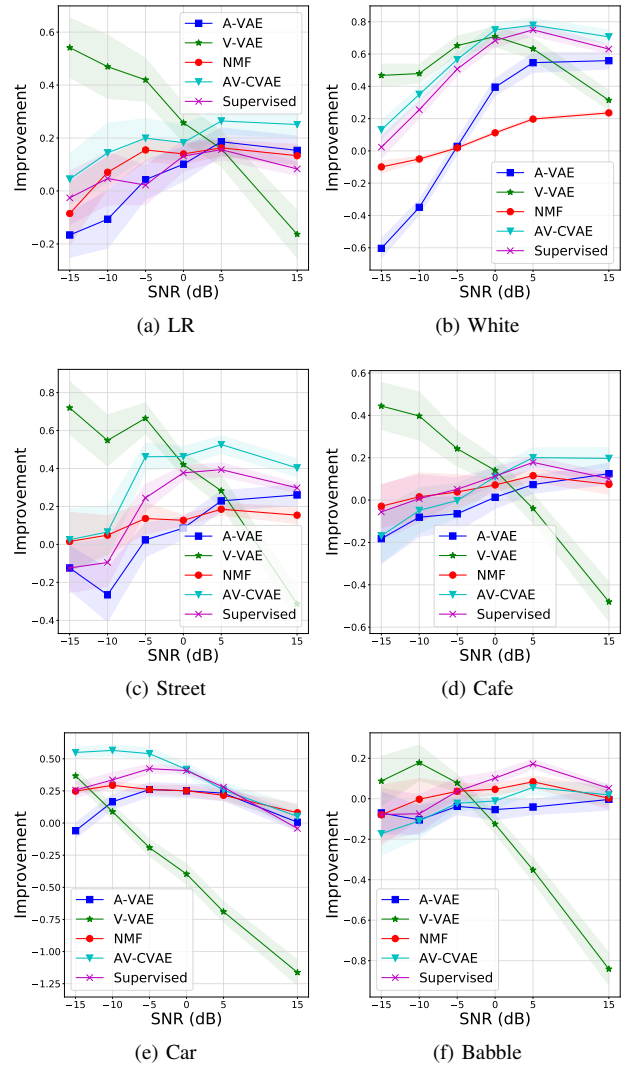 0.6
0.4
0.2
0.0
−0.2
Improvement
A-VAE
V-VAE
NMF
AV-CVAE
Supervised
−15 −10 −5 0 5 15
SNR (dB)
(a) LR
0.8
0.6
0.4
0.2
0.0
−0.2
−0.4
−0.6
Improvement
A-VAE
V-VAE
NMF
AV-CVAE
Supervised
−15 −10 −5 0 5 15
SNR (dB)
(b) White
0.8
0.6
0.4
0.2
0.0
−0.2
−0.4
Improvement
A-VAE
V-VAE
NMF
AV-CVAE
Supervised
−15 −10 −5 0 5 15
SNR (dB)
(c) Street
0.6
0.4
0.2
0.0
−0.2
−0.4
−0.6
Improvement
A-VAE
V-VAE
NMF
AV-CVAE
Supervised
−15 −10 −5 0 5 15
SNR (dB)
(d) Cafe
0.50
0.25
0.00
−0.25
−0.50
−0.75
−1.00
−1.25
Improvement
A-VAE
V-VAE
NMF
AV-CVAE
Supervised
−15 −10 −5 0 5 15
SNR (dB)
(e) Car
0.2
0.0
−0.2
−0.4
−0.6
−0.8
Improvement
A-VAE
V-VAE
NMF
AV-CVAE
Supervised
−15 −10 −5 0 5 15
SNR (dB)
(f) Babble